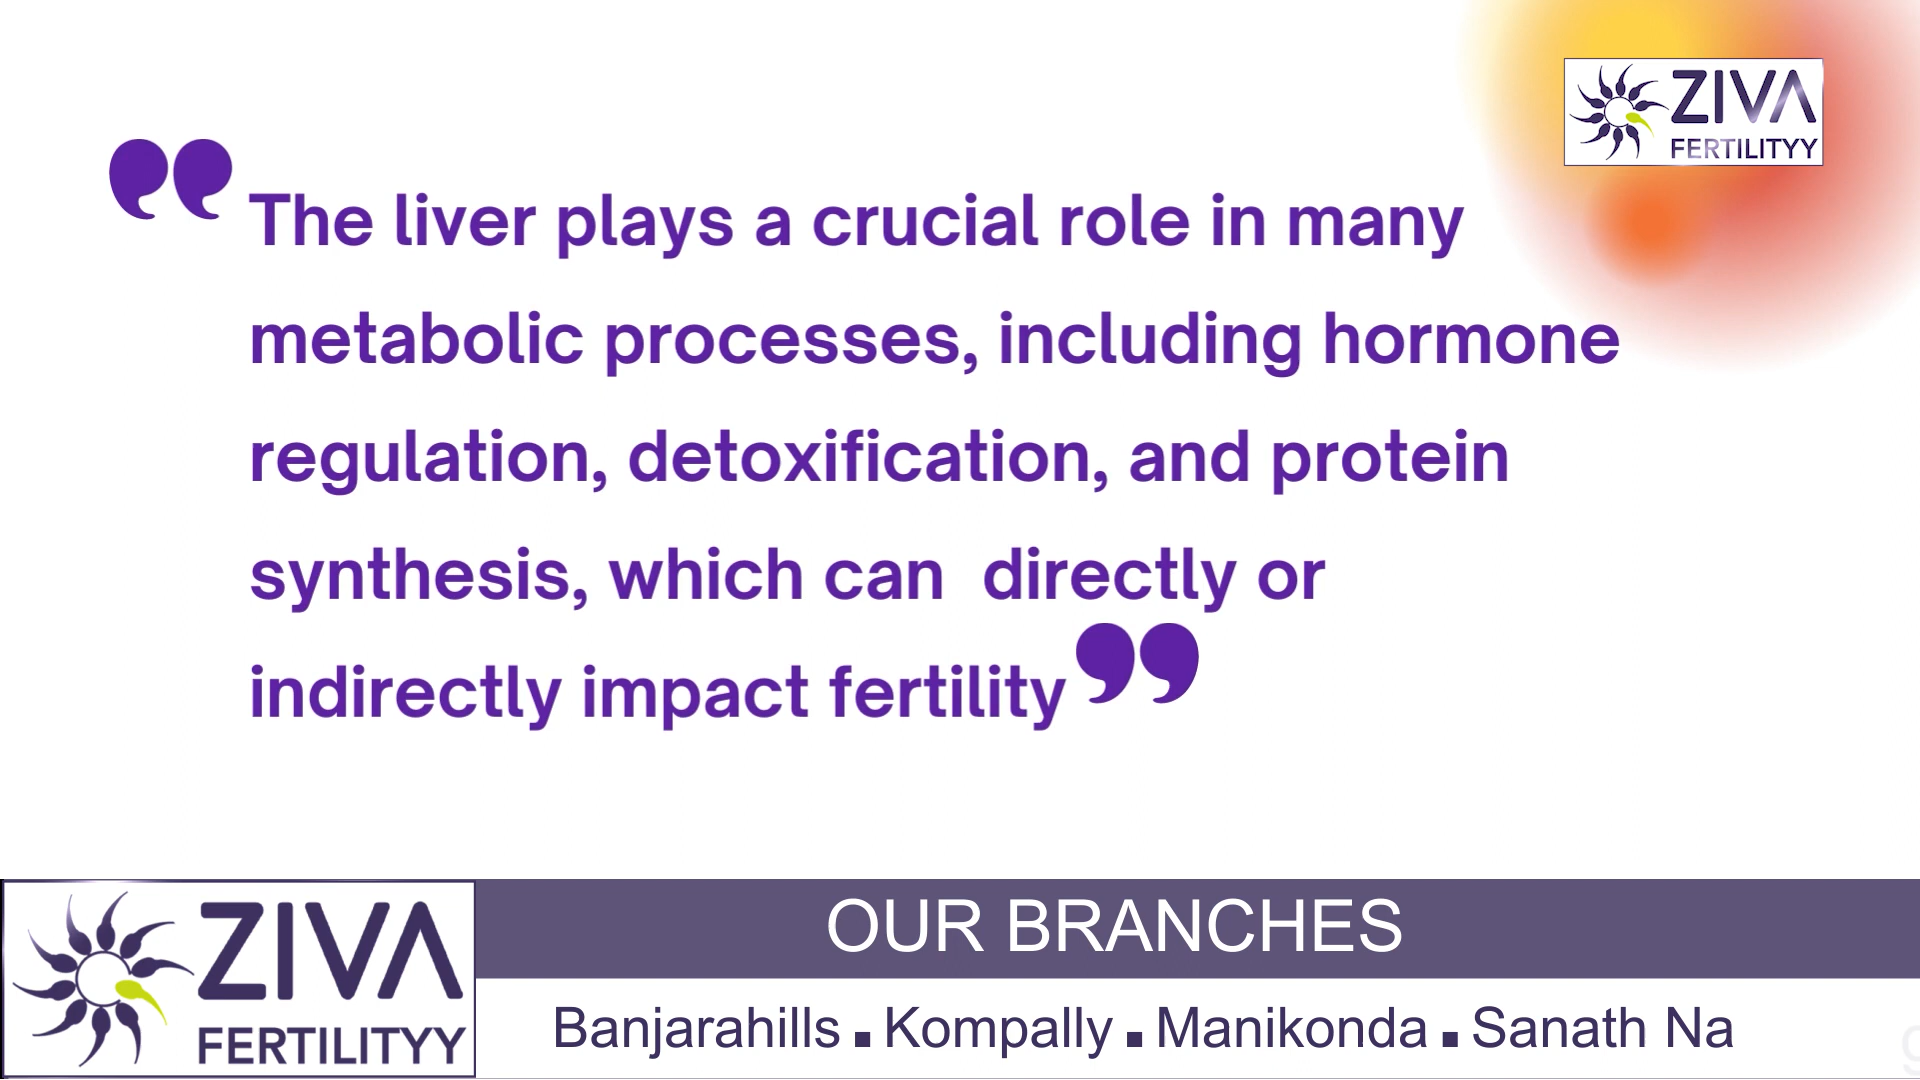 ZIVA
FERTILITYY
“The liver plays a crucial role in many
metabolic processes, including hormone
regulation, detoxification, and protein
synthesis, which can  directly or
indirectly impact fertility”
ZIVA
FERTILITYY
OUR BRANCHES
Banjarahills ■ Kompally ■ Manikonda ■ Sanath Na